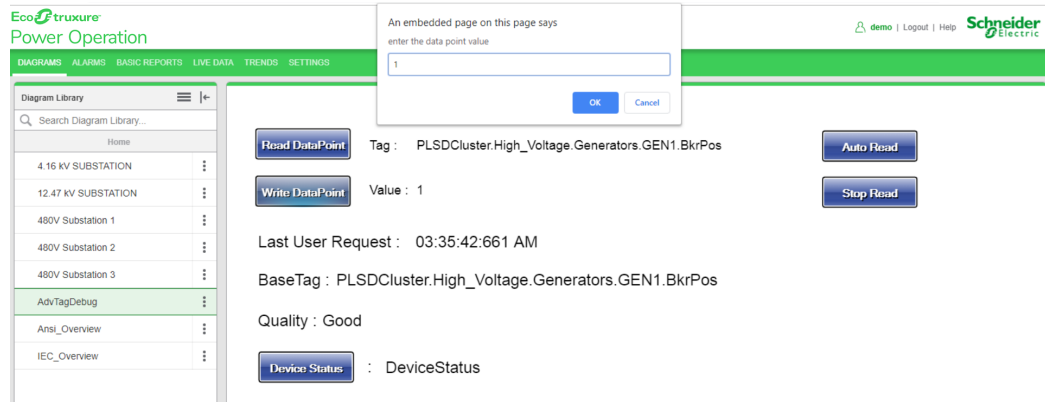 EcoStruxure
Power Operation
An embedded page on this page says
enter the data point value
1
OK Cancel
demo | Logout | Help
Schneider Electric
DIAGRAMS ALARMS BASIC REPORTS LIVE DATA TRENDS SETTINGS
Diagram Library
Search Diagram Library...
Home
4.16 kV SUBSTATION
12.47 kV SUBSTATION
480V Substation 1
480V Substation 2
480V Substation 3
AdvTagDebug
Ansi_Overview
IEC_Overview
Read DataPoint Tag : PLSDCluster.High_Voltage.Generators.GEN1.BkrPos Auto Read
Write DataPoint Value : 1 Stop Read
Last User Request : 03:35:42:661 AM
BaseTag : PLSDCluster.High_Voltage.Generators.GEN1.BkrPos
Quality : Good
Device Status : DeviceStatus